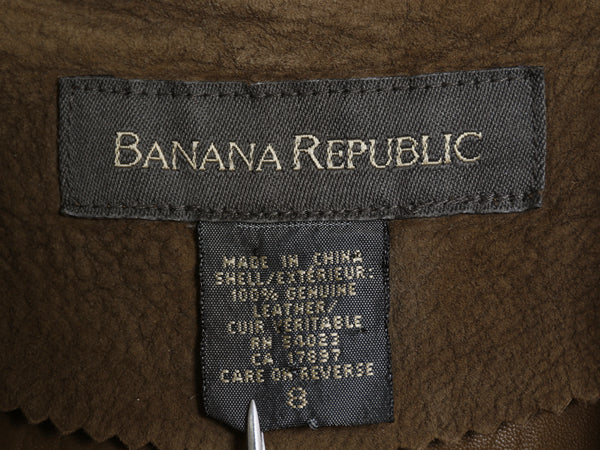 BANANA REPUBLIC
MADE IN CHINA
SHELL/EXTÉRIEUR:
100% GENUINE
LEATHER/
CUIR VÉRITABLE
RN 54023
CA 17897
CARE ON REVERSE
8